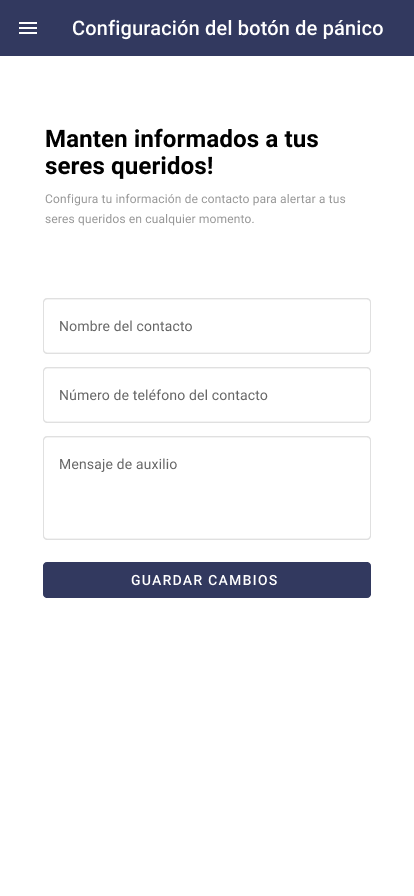 Configuración del botón de pánico
Manten informados a tus
seres queridos!
Configura tu información de contacto para alertar a tus
seres queridos en cualquier momento.
Nombre del contacto
Número de teléfono del contacto
Mensaje de auxilio
GUARDAR CAMBIOS